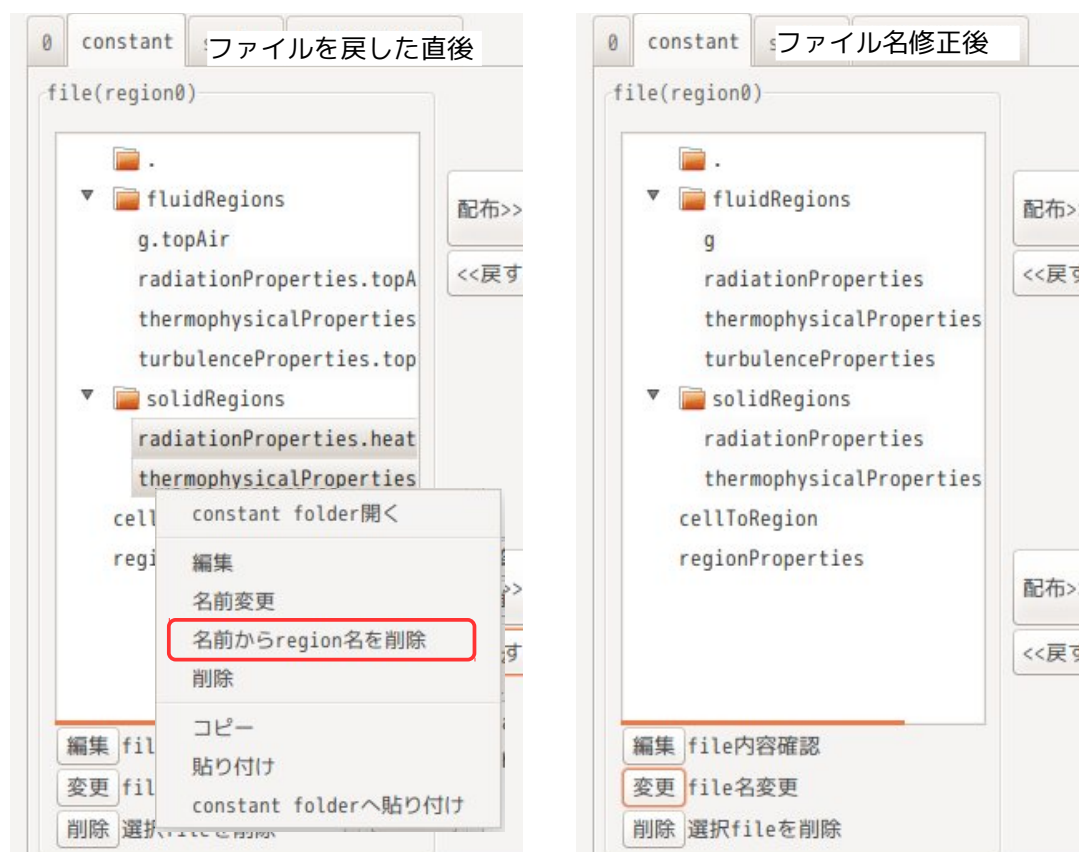 0 constant ファイルを戻した直後
file(region0)
.
fluidRegions
配布>>
g.topAir
radiationProperties.topA
<<戻す
thermophysicalProperties
turbulenceProperties.top
solidRegions
radiationProperties.heat
thermophysicalProperties
cell
regi
constant folder開く
編集
名前変更
名前からregion名を削除
削除
コピー
貼り付け
constant folderへ貼り付け
>>
す
編集 fil
変更 fil
削除
0 constant ファイル名修正後
file(region0)
.
fluidRegions
配布>
g
radiationProperties
<<戻す
thermophysicalProperties
turbulenceProperties
solidRegions
radiationProperties
thermophysicalProperties
cellToRegion
regionProperties
配布>
<<戻す
編集 file内容確認
変更 file名変更
削除 選択fileを削除